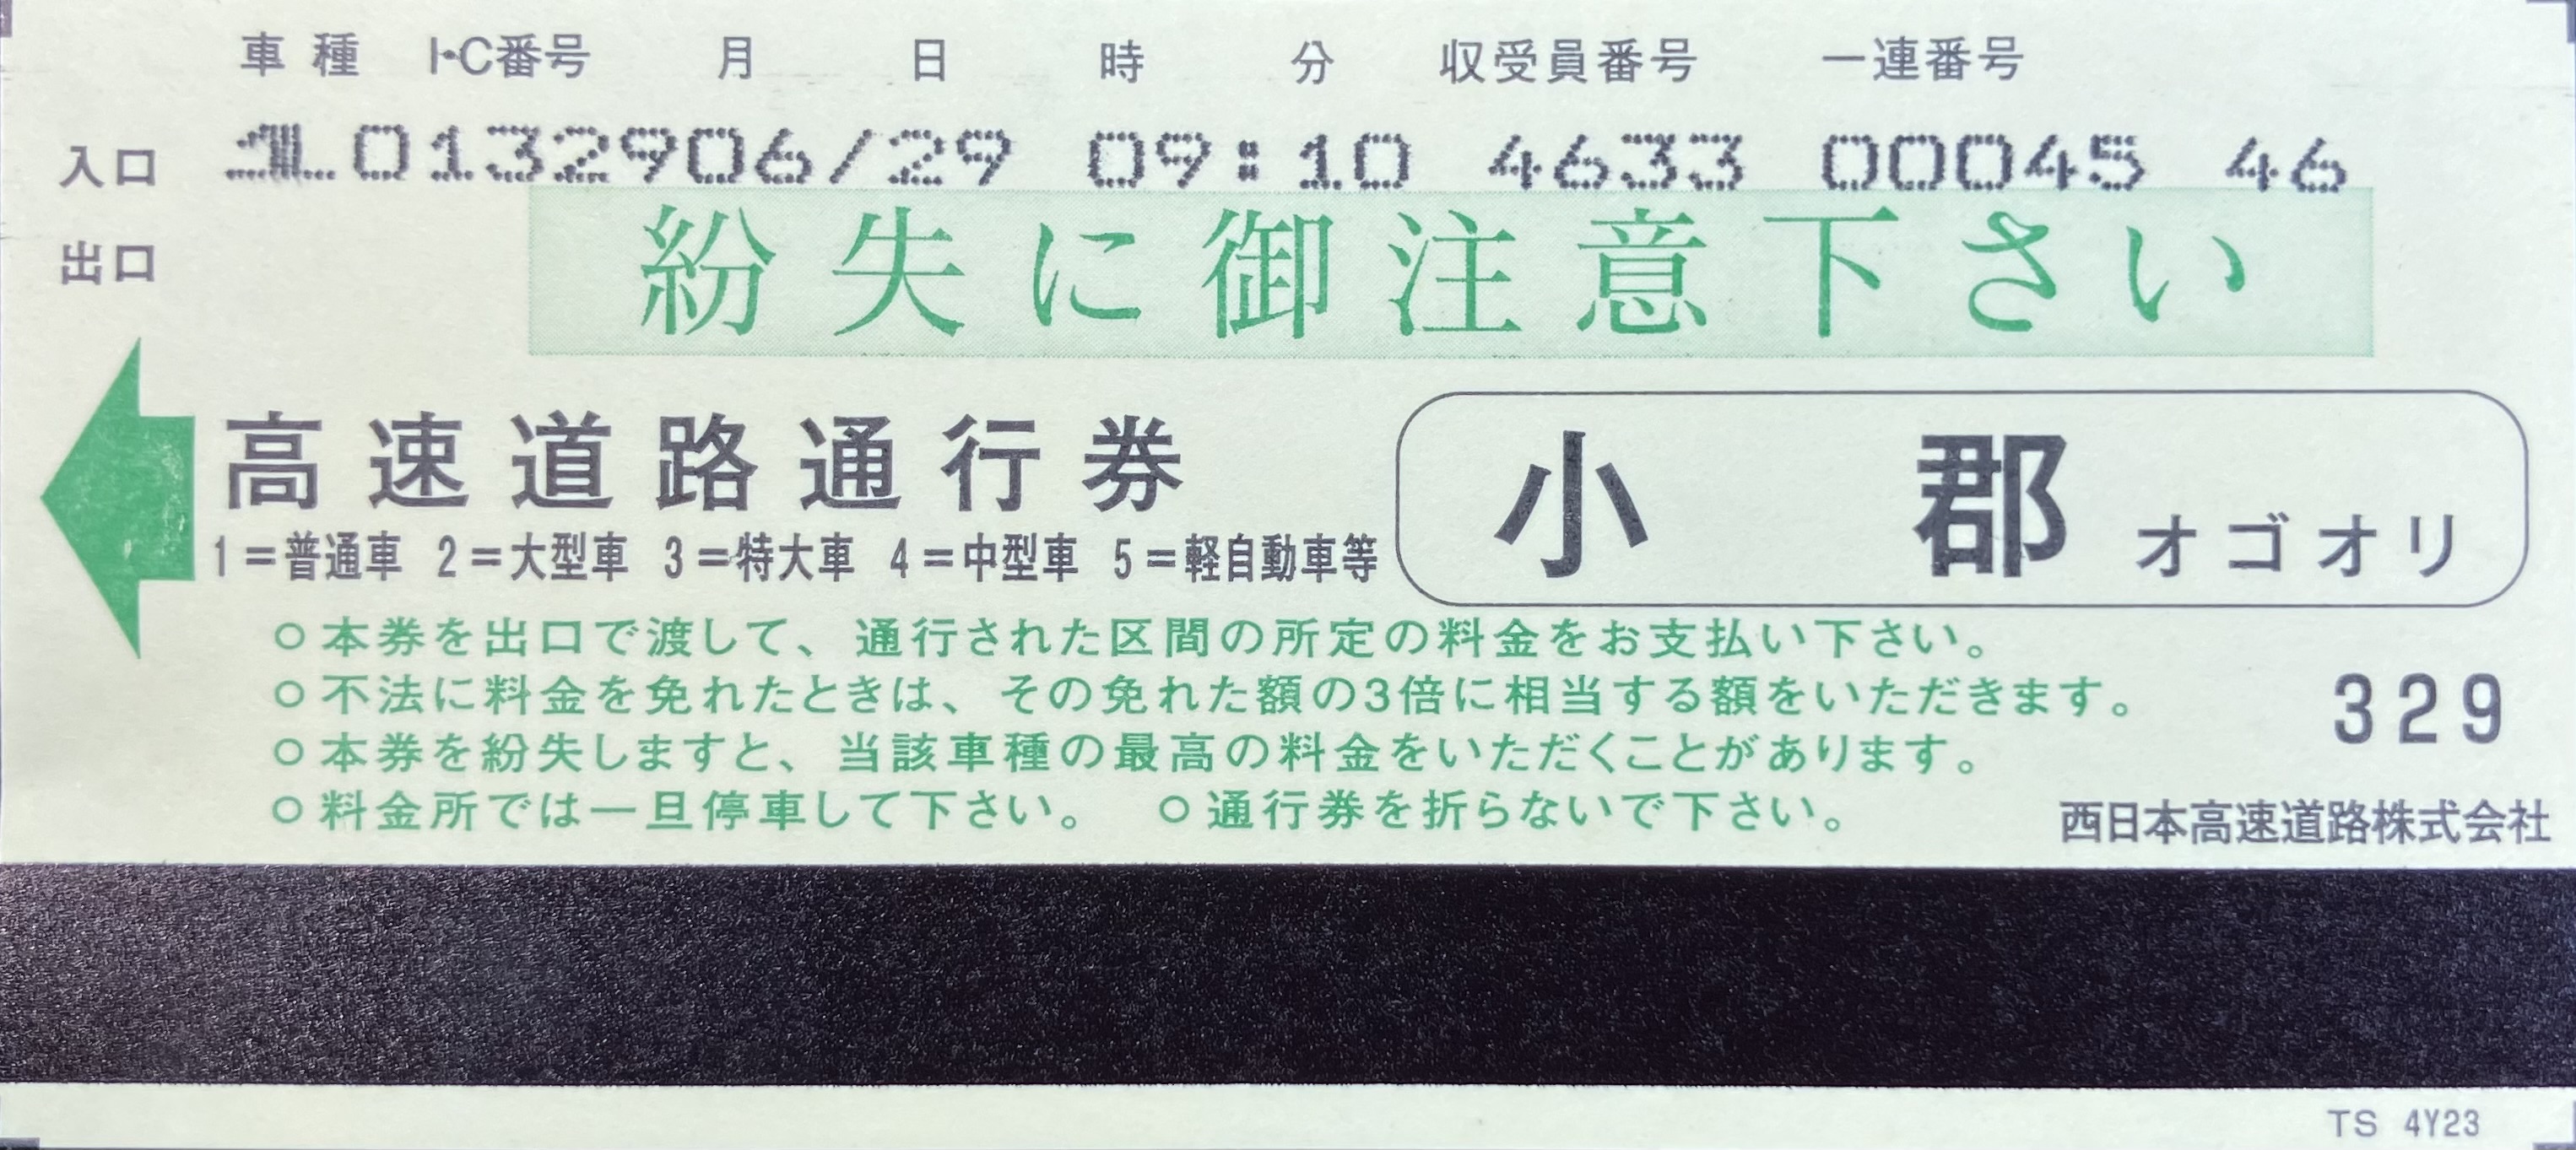 車種 I・C番号 月 日 時 分 収受員番号 一連番号
入口 1 0132906/29 09:10 4633 00045 46
出口
紛失に御注意下さい
高速道路通行券
1＝普通車 2＝大型車 3＝特大車 4＝中型車 5＝軽自動車等
小郡 オゴオリ
○本券を出口で渡して、通行された区間の所定の料金をお支払い下さい。
○不法に料金を免れたときは、その免れた額の3倍に相当する額をいただきます。
329
○本券を紛失しますと、当該車種の最高の料金をいただくことがあります。
○料金所では一旦停車して下さい。 ○通行券を折らないで下さい。
西日本高速道路株式会社
TS 4Y23